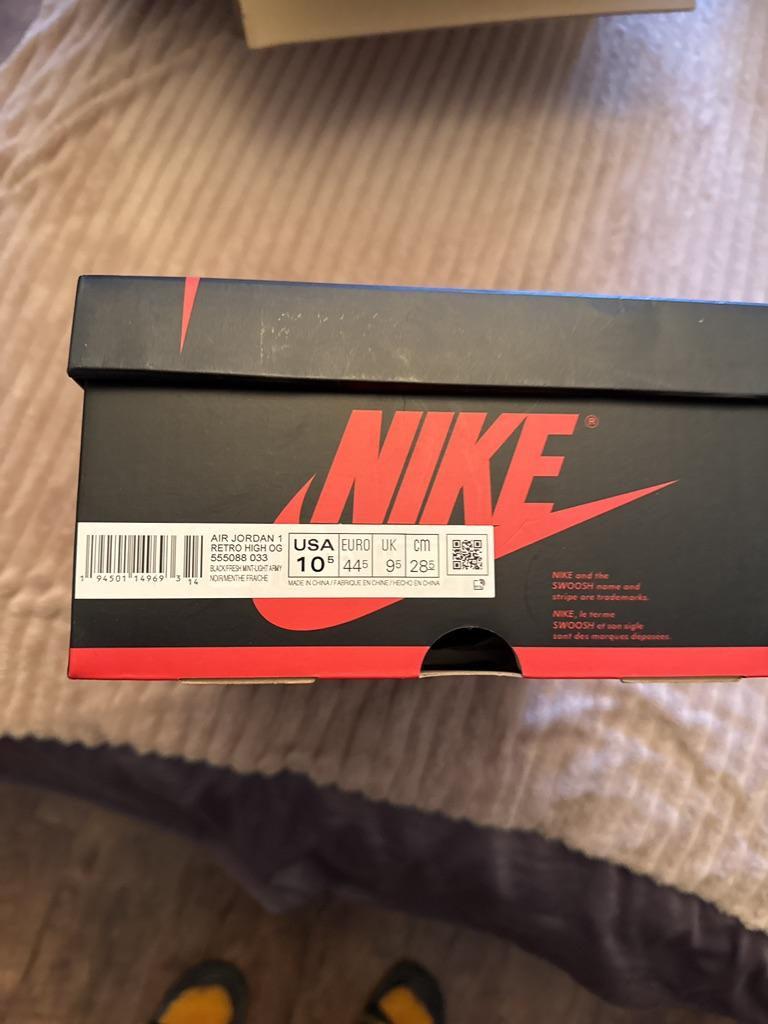 NIKE®
AIR JORDAN 1
RETRO HIGH OG
555088 033
BLACK/FRESH MINT-LIGHT ARMY
NOIR/MENTHE FRAICHE
USA EURO UK cm
10⁵ 44⁵ 9⁵ 28⁵
MADE IN CHINA / FABRIQUE EN CHINE / HECHO EN CHINA
1 94501 14969 3 14
NIKE and the
SWOOSH name and
stripe are trademarks.
NIKE, le terme
SWOOSH et son sigle
sont des marques deposees.